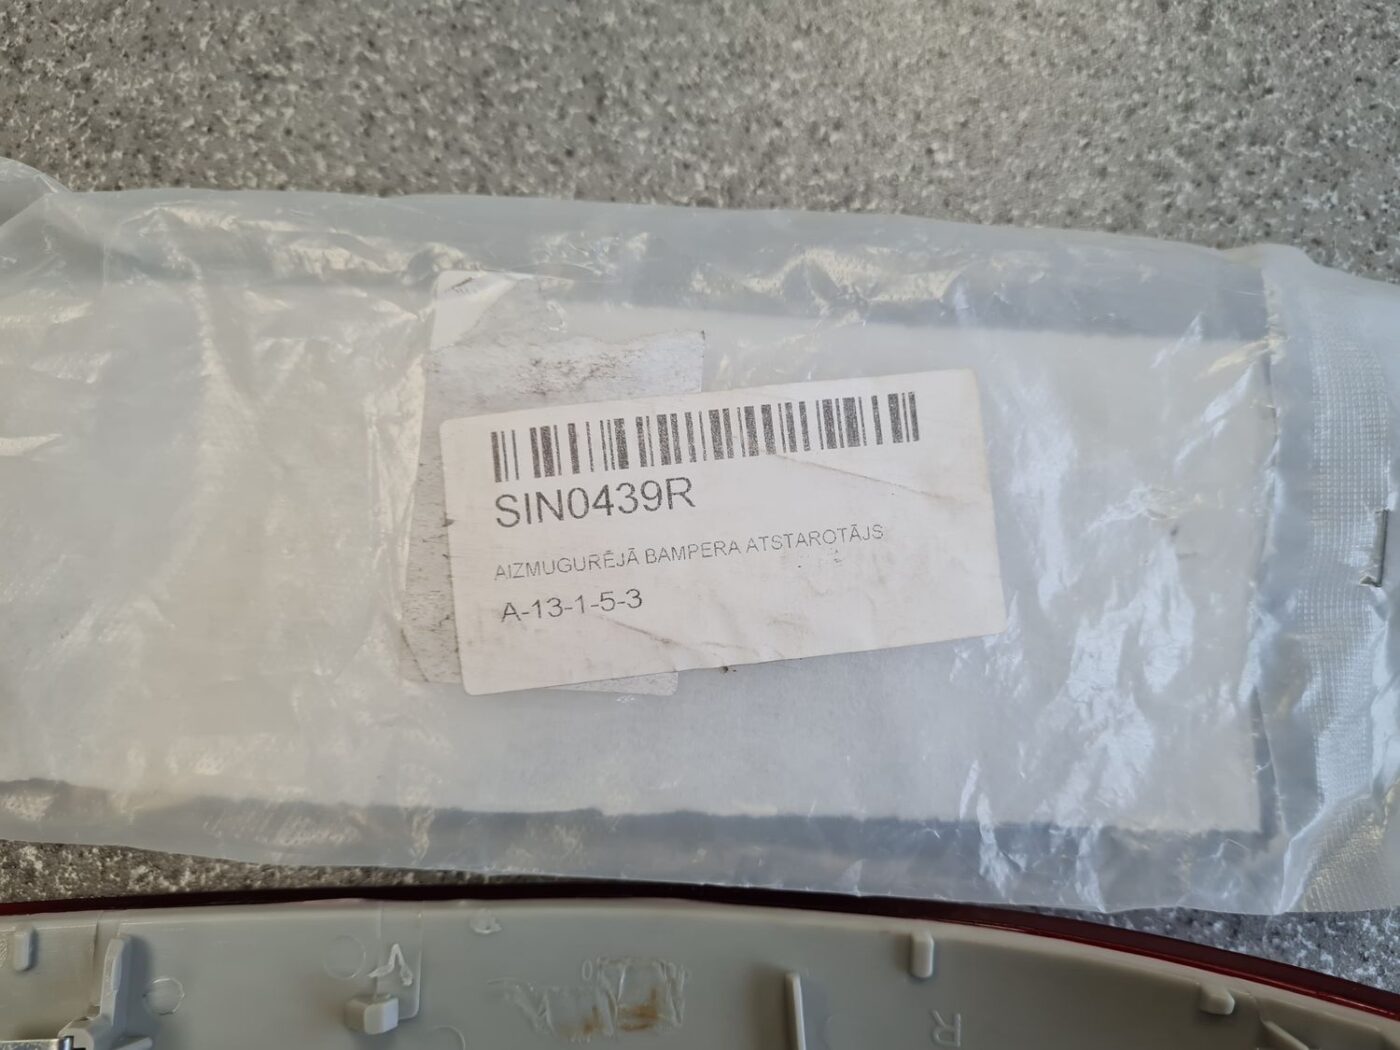 SIN0439R
AIZMUGURĒJĀ BAMPERA ATSTAROTĀJS
A-13-1-5-3
R